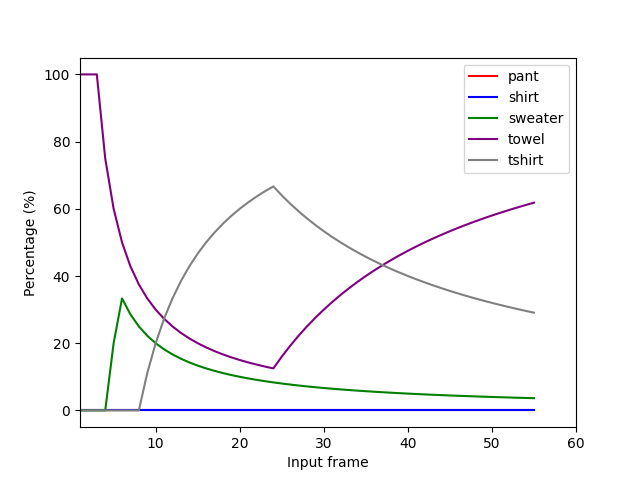 100
80
60
40
20
0
Percentage (%)
pant
shirt
sweater
towel
tshirt
10 20 30 40 50 60
Input frame